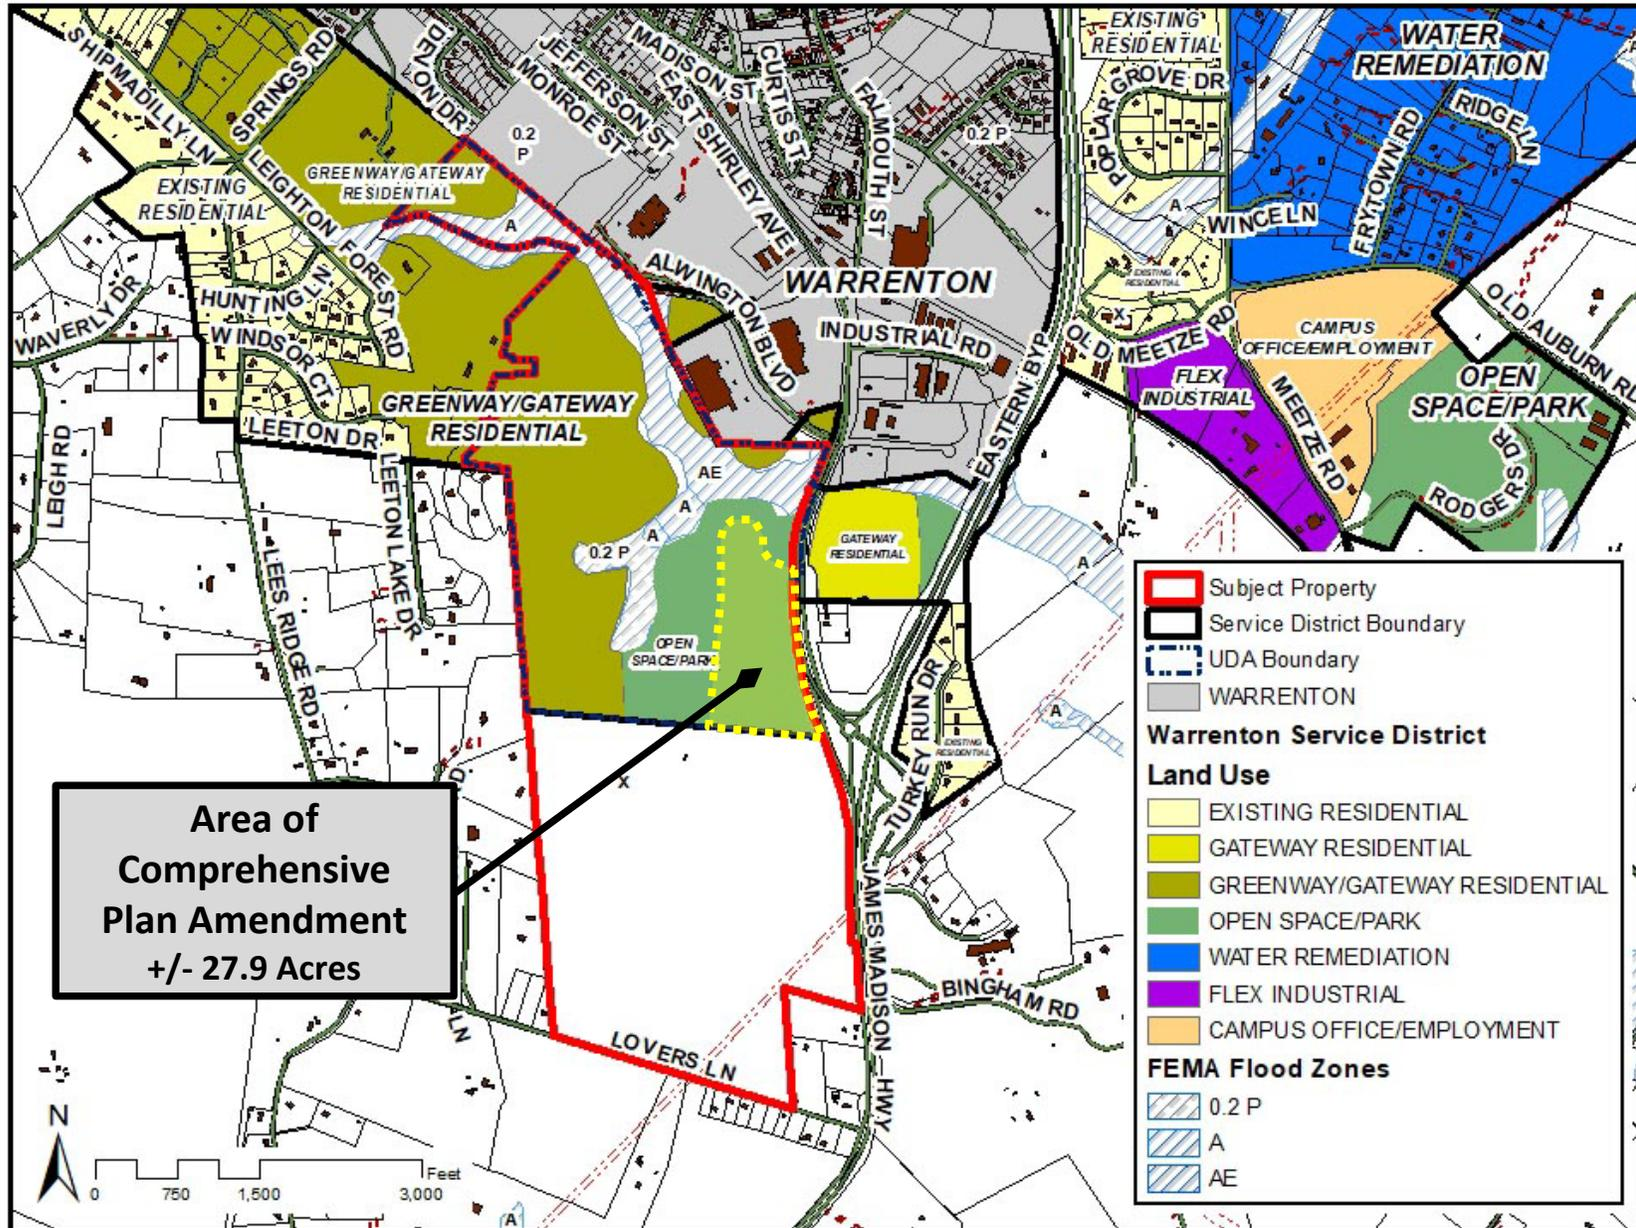 SHIPMADILLY LN
SPRINGS RD
DEVON DR
JEFFERSON ST
MONROE ST
MADISON ST
EAST SHIRLEY AVE
CURTIS ST
FALMOUTH ST
EXISTING
RESIDENTIAL
POPLAR GROVE DR
WATER
REMEDIATION
RIDGE LN
FRYTOWN RD
0.2
P
0.2 P
GREENWAY/GATEWAY
RESIDENTIAL
EXISTING
RESIDENTIAL
LEIGHTON FOREST RD
A
A
WINCE LN
EXISTING
RESIDENTIAL
X
WAVERLY DR
HUNTING LN
WINDSOR CT
ALWINGTON BLVD
WARRENTON
INDUSTRIAL RD
EASTERN BYP
OLD MEETZE RD
CAMPUS
OFFICE/EMPLOYMENT
OLD AUBURN RD
FLEX
INDUSTRIAL
MEETZE RD
OPEN
SPACE/PARK
RODGERS DR
GREENWAY/GATEWAY
RESIDENTIAL
LEETON DR
LEIGH RD
LEETON LAKE DR
LEES RIDGE RD
AE
A
A
0.2 P
GATEWAY
RESIDENTIAL
A
OPEN
SPACE/PARK
TURKEY RUN DR
EXISTING
RESIDENTIAL
A
X
D
Area of
Comprehensive
Plan Amendment
+/- 27.9 Acres
JAMES MADISON HWY
BINGHAM RD
LN
LOVERS LN
N
Feet
0 750 1,500 3,000
A
Subject Property
Service District Boundary
UDA Boundary
WARRENTON
Warrenton Service District
Land Use
EXISTING RESIDENTIAL
GATEWAY RESIDENTIAL
GREENWAY/GATEWAY RESIDENTIAL
OPEN SPACE/PARK
WATER REMEDIATION
FLEX INDUSTRIAL
CAMPUS OFFICE/EMPLOYMENT
FEMA Flood Zones
0.2 P
A
AE